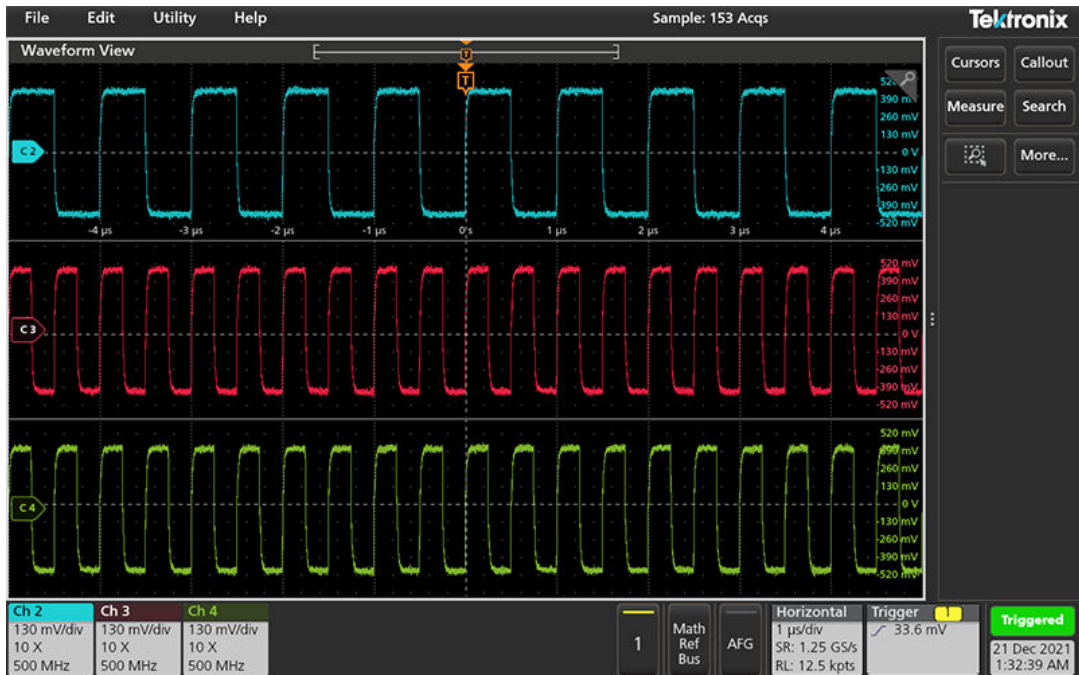 File Edit Utility Help Sample: 153 Acqs Tektronix
Waveform View
T
T
Cursors Callout
Measure Search
More...
C 2
390 m
260 mV
130 mV
0 V
-130 mV
-260 mV
-390 mV
-520 mV
-4 µs -3 µs -2 µs -1 µs 0 s 1 µs 2 µs 3 µs 4 µs
C 3
520 mV
390 mV
260 mV
130 mV
0 V
-130 mV
-260 mV
-390 mV
-520 mV
C 4
520 mV
390 mV
260 mV
130 mV
0 V
-130 mV
-260 mV
-390 mV
-520 mV
Ch 2 Ch 3 Ch 4
130 mV/div 130 mV/div 130 mV/div
10 X 10 X 10 X
500 MHz 500 MHz 500 MHz
1
Math
Ref
Bus
AFG
Horizontal
1 µs/div
SR: 1.25 GS/s
RL: 12.5 kpts
Trigger 1
33.6 mV
Triggered
21 Dec 2021
1:32:39 AM